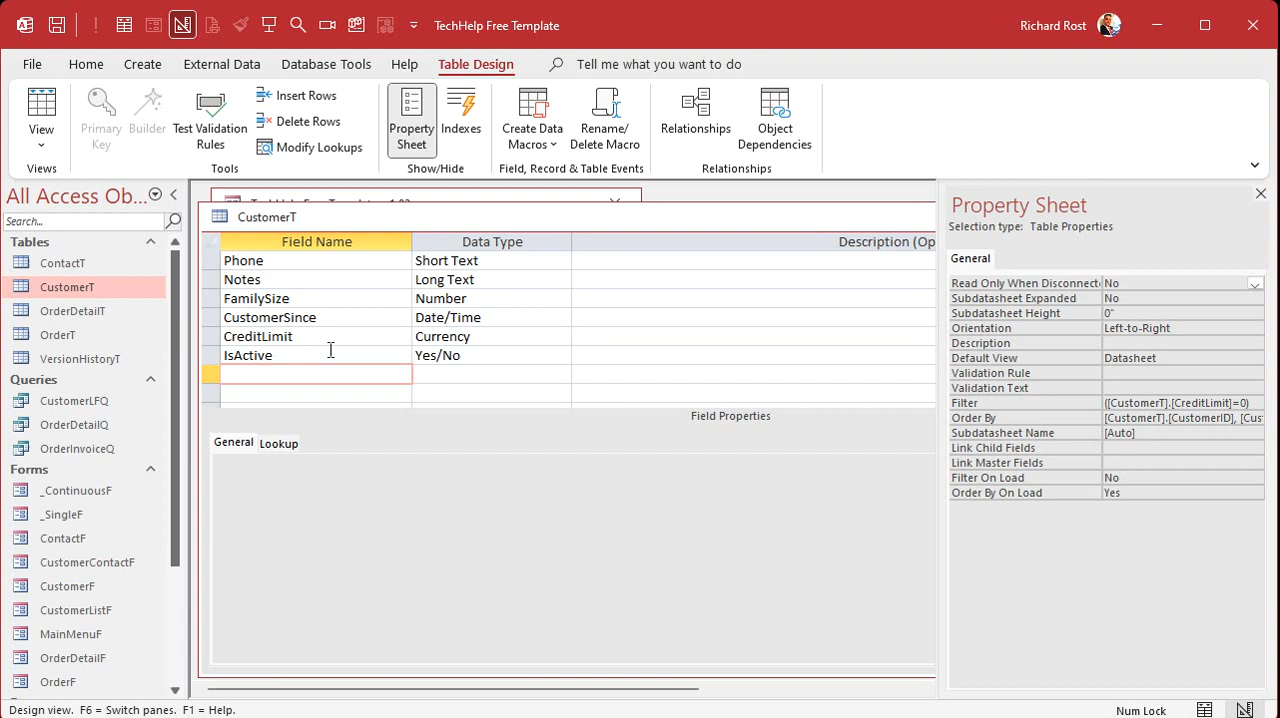 TechHelp Free Template
Richard Rost
File Home Create External Data Database Tools Help Table Design Tell me what you want to do
View
Primary Key
Builder
Test Validation Rules
Insert Rows
Delete Rows
Modify Lookups
Property Sheet
Indexes
Create Data Macros
Rename/ Delete Macro
Relationships
Object Dependencies
Views
Tools
Show/Hide
Field, Record & Table Events
Relationships
All Access Ob...
Search...
Tables
ContactT
CustomerT
OrderDetailT
OrderT
VersionHistoryT
Queries
CustomerLFQ
OrderDetailQ
OrderInvoiceQ
Forms
_ContinuousF
_SingleF
ContactF
CustomerContactF
CustomerF
CustomerListF
MainMenuF
OrderDetailF
OrderF
CustomerT
Field Name Data Type Description (Op
Phone Short Text
Notes Long Text
FamilySize Number
CustomerSince Date/Time
CreditLimit Currency
IsActive Yes/No
Field Properties
General Lookup
Property Sheet
Selection type: Table Properties
General
Read Only When Disconnect No
Subdatasheet Expanded No
Subdatasheet Height 0"
Orientation Left-to-Right
Description
Default View Datasheet
Validation Rule
Validation Text
Filter ([CustomerT].[CreditLimit]=0)
Order By [CustomerT].[CustomerID], [Cus
Subdatasheet Name [Auto]
Link Child Fields
Link Master Fields
Filter On Load No
Order By On Load Yes
Design view. F6 = Switch panes. F1 = Help.
Num Lock